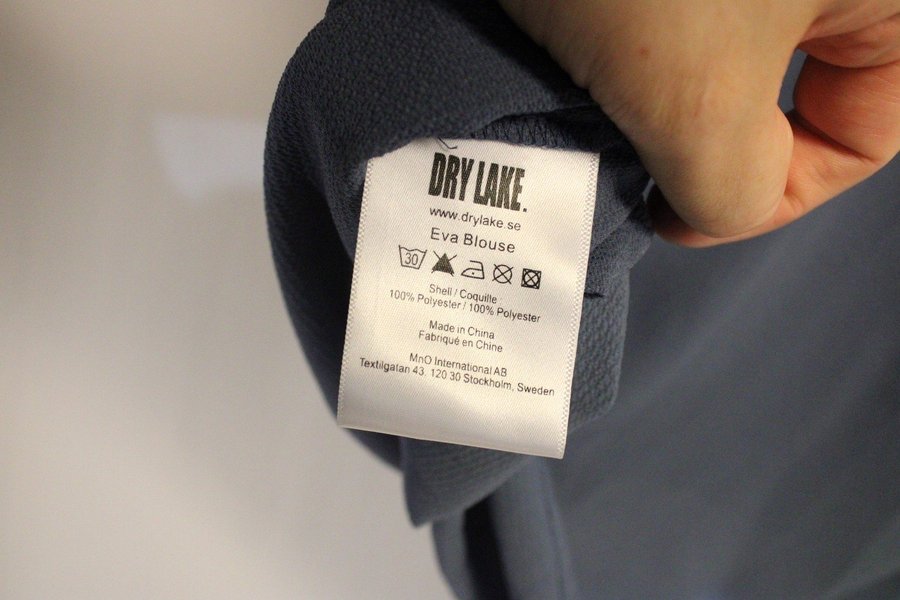 DRY LAKE.
www.drylake.se
Eva Blouse
30
Shell / Coquille
100% Polyester / 100% Polyester
Made in China
Fabriqué en Chine
MnO International AB
Textilgatan 43, 120 30 Stockholm, Sweden